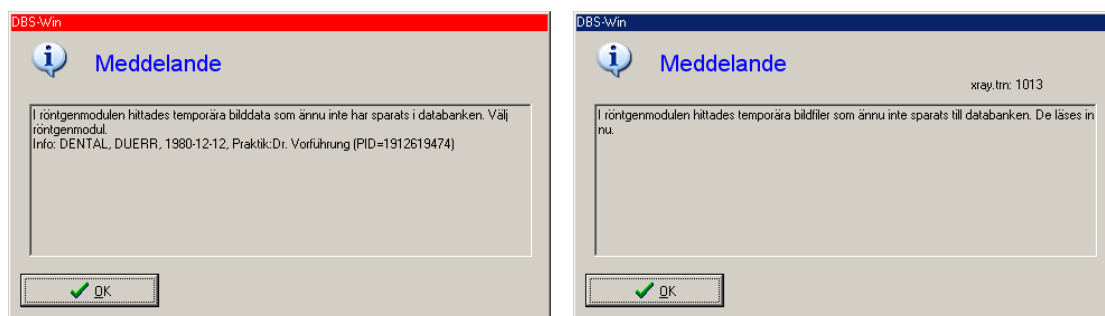 DBS-Win
Meddelande
I röntgenmodulen hittades temporära bilddata som ännu inte har sparats i databanken. Välj
röntgenmodul.
Info: DENTAL, DUERR, 1980-12-12, Praktik:Dr. Vorführung (PID=1912619474)
OK
DBS-Win
Meddelande
xray.trn: 1013
I röntgenmodulen hittades temporära bildfiler som ännu inte sparats till databanken. De läses in
nu.
OK